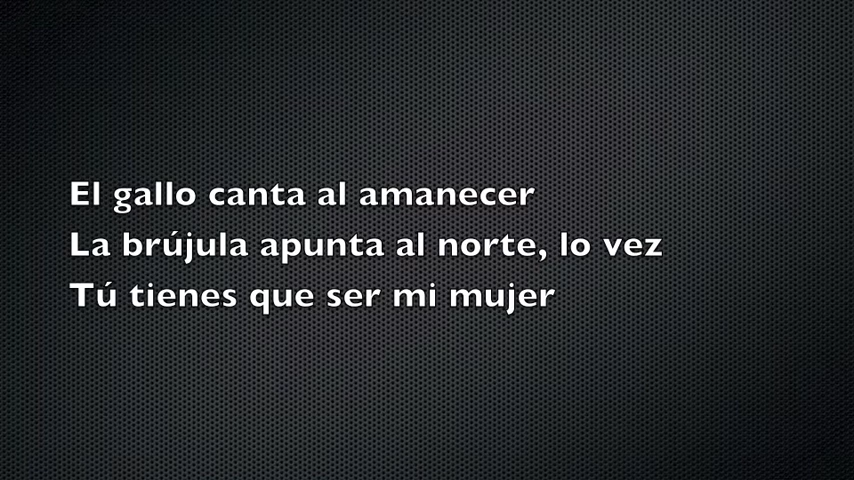 El gallo canta al amanecer
La brújula apunta al norte, lo vez
Tú tienes que ser mi mujer